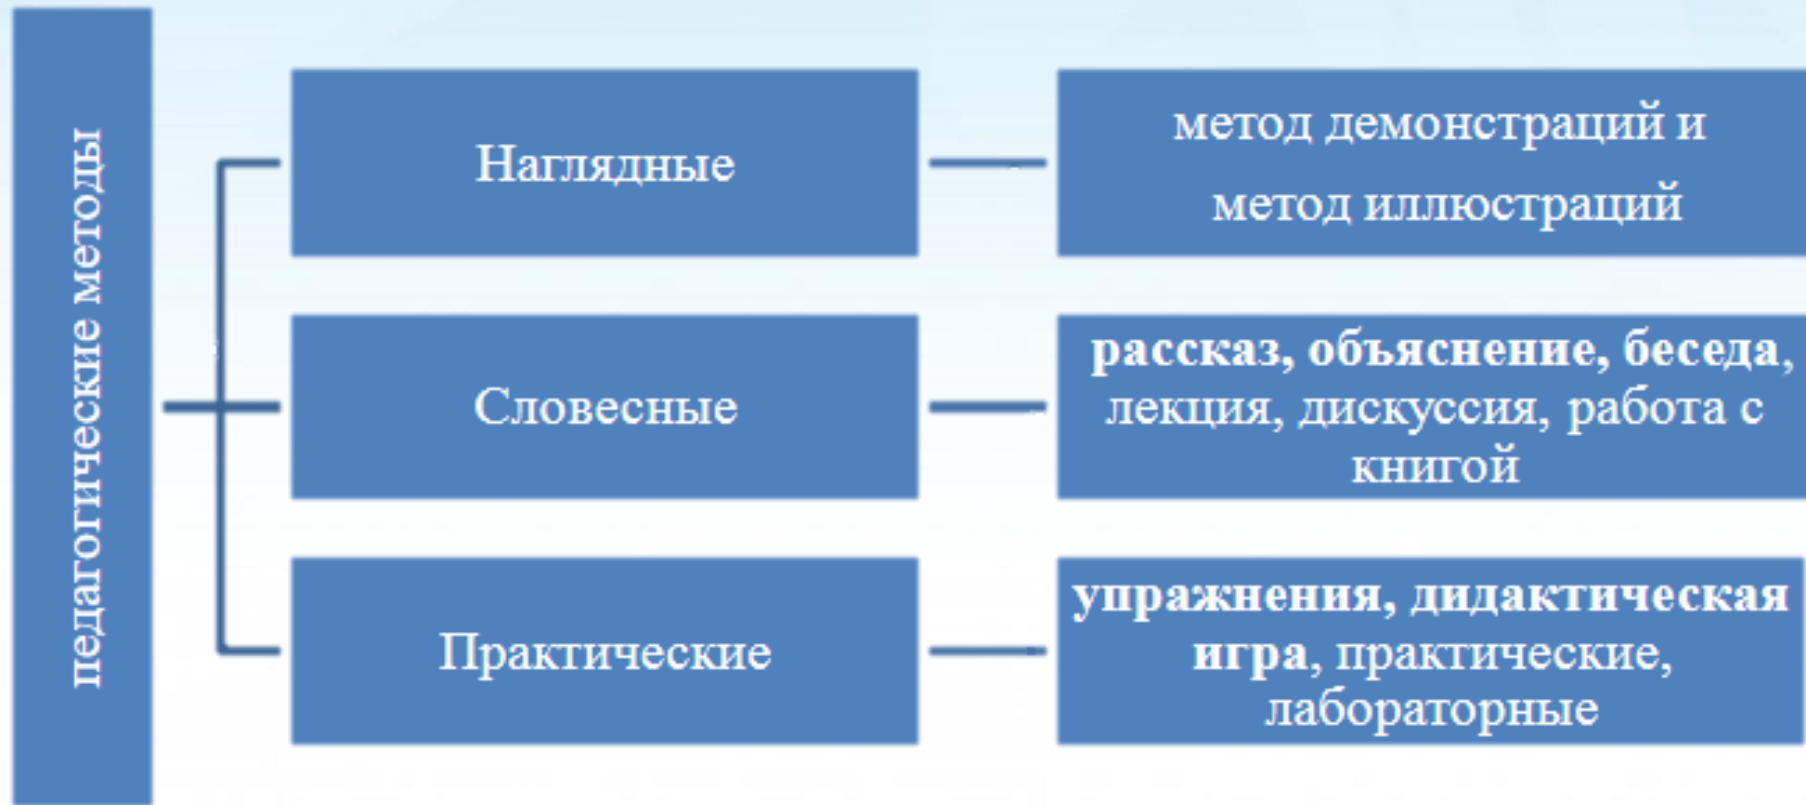 педагогические методы
Наглядные
метод демонстраций и
метод иллюстраций
Словесные
рассказ, объяснение, беседа,
лекция, дискуссия, работа с
книгой
Практические
упражнения, дидактическая
игра, практические,
лабораторные